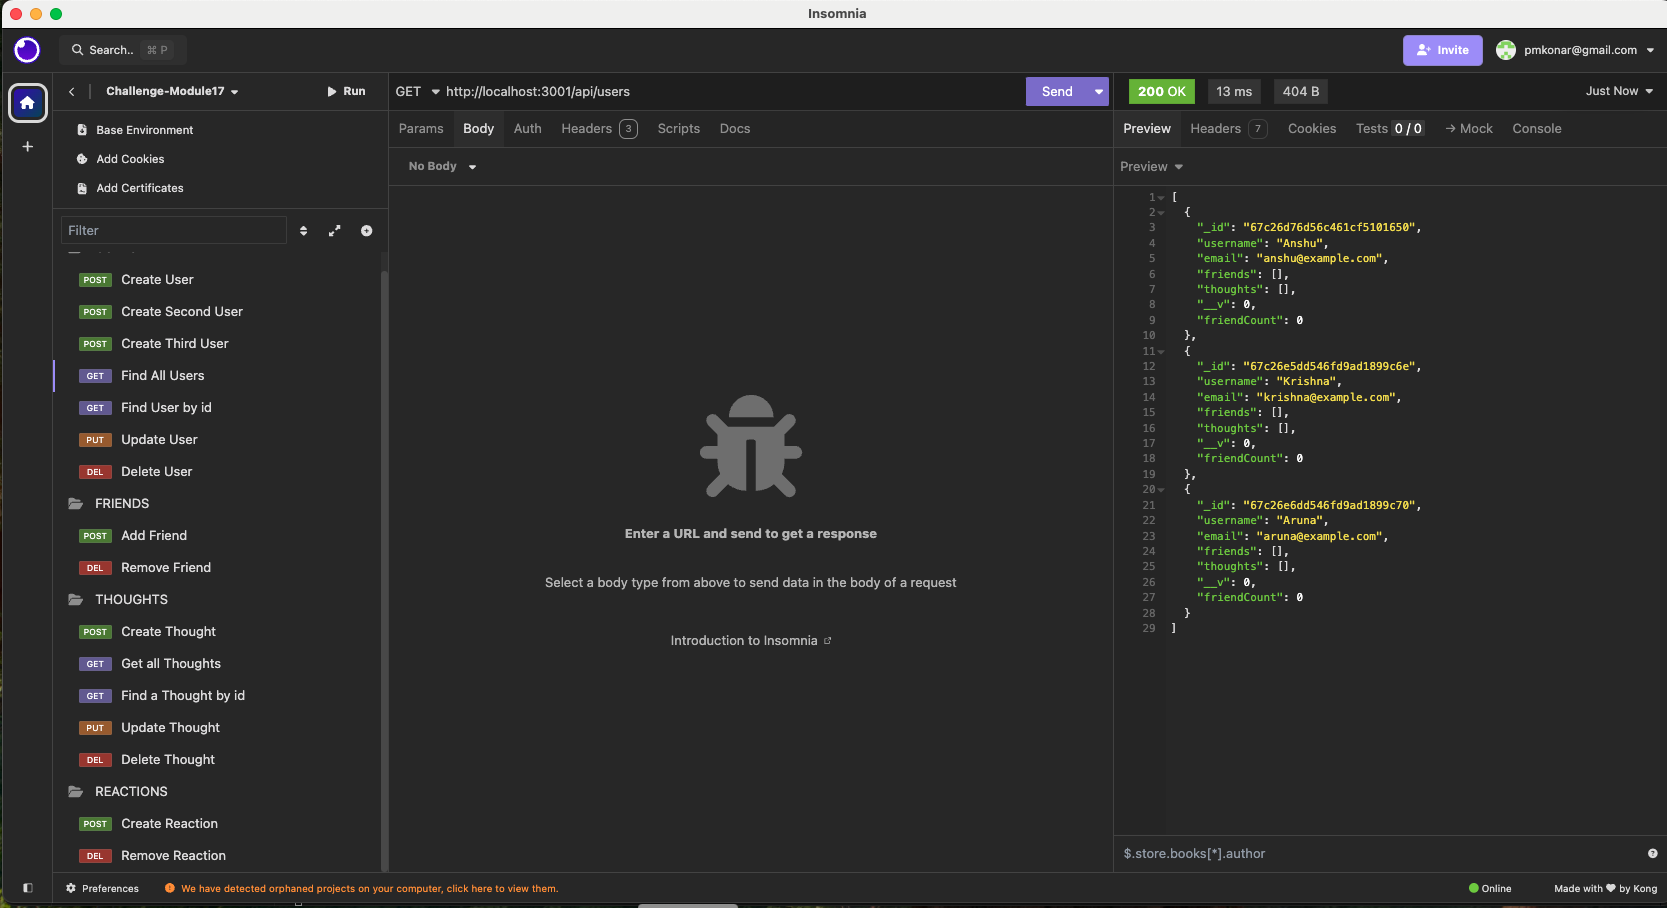 Insomnia
Search.. ⌘ P
Invite
pmkonar@gmail.com
Challenge-Module17
Run
GET http://localhost:3001/api/users
Send
200 OK
13 ms
404 B
Just Now
Base Environment
Add Cookies
Add Certificates
Params
Body
Auth
Headers 3
Scripts
Docs
No Body
Preview
Headers 7
Cookies
Tests 0 / 0
Mock
Console
Preview
Filter
POST Create User
POST Create Second User
POST Create Third User
GET Find All Users
GET Find User by id
PUT Update User
DEL Delete User
FRIENDS
POST Add Friend
DEL Remove Friend
THOUGHTS
POST Create Thought
GET Get all Thoughts
GET Find a Thought by id
PUT Update Thought
DEL Delete Thought
REACTIONS
POST Create Reaction
DEL Remove Reaction
Enter a URL and send to get a response
Select a body type from above to send data in the body of a request
Introduction to Insomnia
1 [
2 {
3 "_id": "67c26d76d56c461cf5101650",
4 "username": "Anshu",
5 "email": "anshu@example.com",
6 "friends": [],
7 "thoughts": [],
8 "__v": 0,
9 "friendCount": 0
10 },
11 {
12 "_id": "67c26e5dd546fd9ad1899c6e",
13 "username": "Krishna",
14 "email": "krishna@example.com",
15 "friends": [],
16 "thoughts": [],
17 "__v": 0,
18 "friendCount": 0
19 },
20 {
21 "_id": "67c26e6dd546fd9ad1899c70",
22 "username": "Aruna",
23 "email": "aruna@example.com",
24 "friends": [],
25 "thoughts": [],
26 "__v": 0,
27 "friendCount": 0
28 }
29 ]
$.store.books[*].author
Preferences
We have detected orphaned projects on your computer, click here to view them.
Online
Made with ♥ by Kong